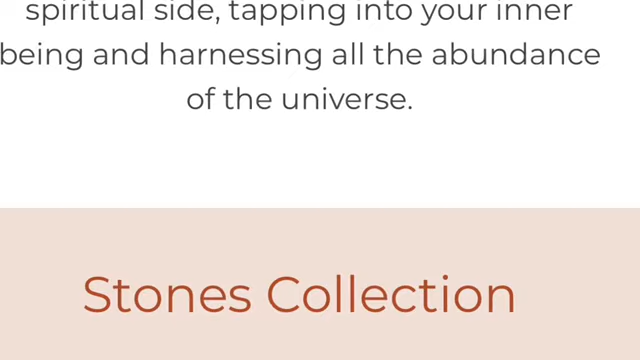 spiritual side, tapping into your inner
being and harnessing all the abundance
of the universe.
Stones Collection